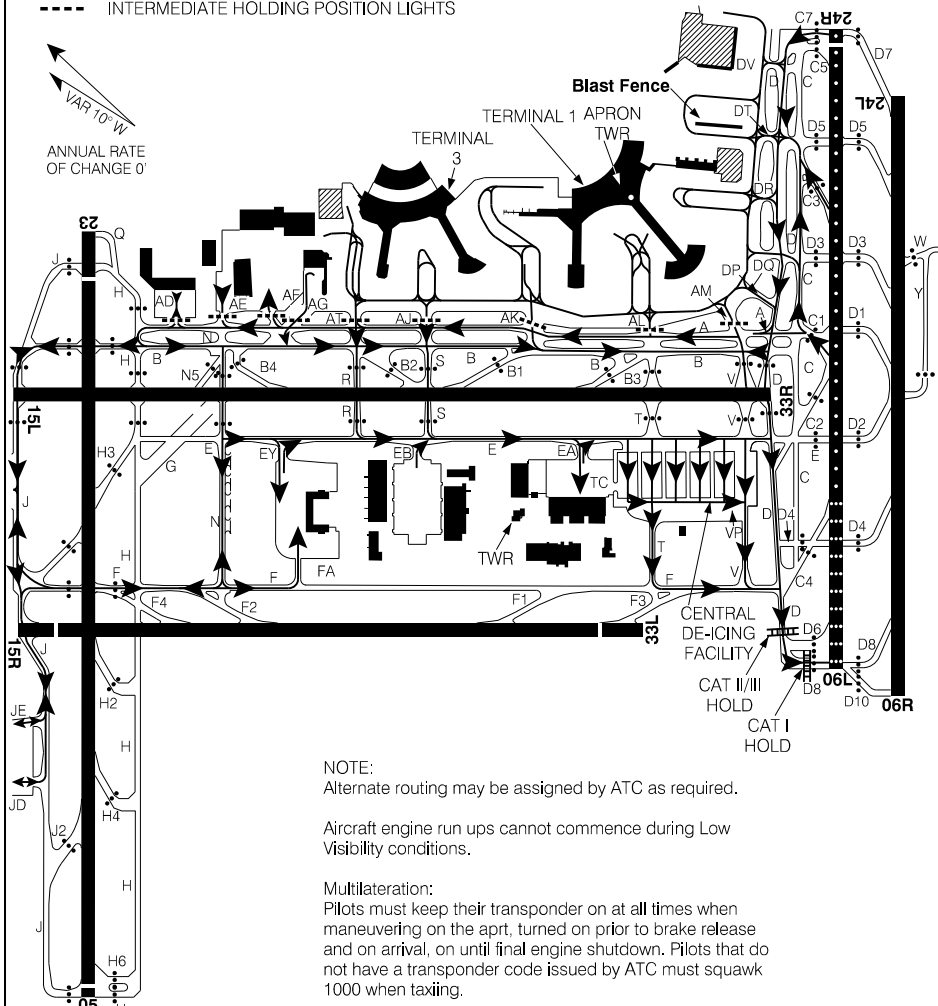 INTERMEDIATE HOLDING POSITION LIGHTS
VAR 10° W
ANNUAL RATE
OF CHANGE 0'
TERMINAL
3
TERMINAL 1
APRON
TWR
Blast Fence
DV
DT
DR
DQ
DP
D
D
C7
24R
C5
C
D7
24L
D5
D5
C3
D3
D3
W
Y
C
C1
D1
23
Q
J
H
AD
AE
AF
AG
AT
AJ
AK
AL
AM
A
A
N
H
B
N5
B4
R
B2
S
B
B1
B
B3
B
V
D
C
15L
33R
R
S
T
V
C2
D2
E
H3
G
E
EY
EB
E
EA
TC
C
J
N
TWR
VP
D
D4
D4
H
T
V
C4
F
F
FA
F
F4
F2
F1
F3
D
15R
33L
CENTRAL
DE-ICING
FACILITY
D6
D8
06L
D8
D10
06R
CAT II/III
HOLD
CAT I
HOLD
J
H2
JE
H
JD
H4
J2
H
J
H6
05
NOTE:
Alternate routing may be assigned by ATC as required.
Aircraft engine run ups cannot commence during Low
Visibility conditions.
Multilateration:
Pilots must keep their transponder on at all times when
maneuvering on the aprt, turned on prior to brake release
and on arrival, on until final engine shutdown. Pilots that do
not have a transponder code issued by ATC must squawk
1000 when taxiing.